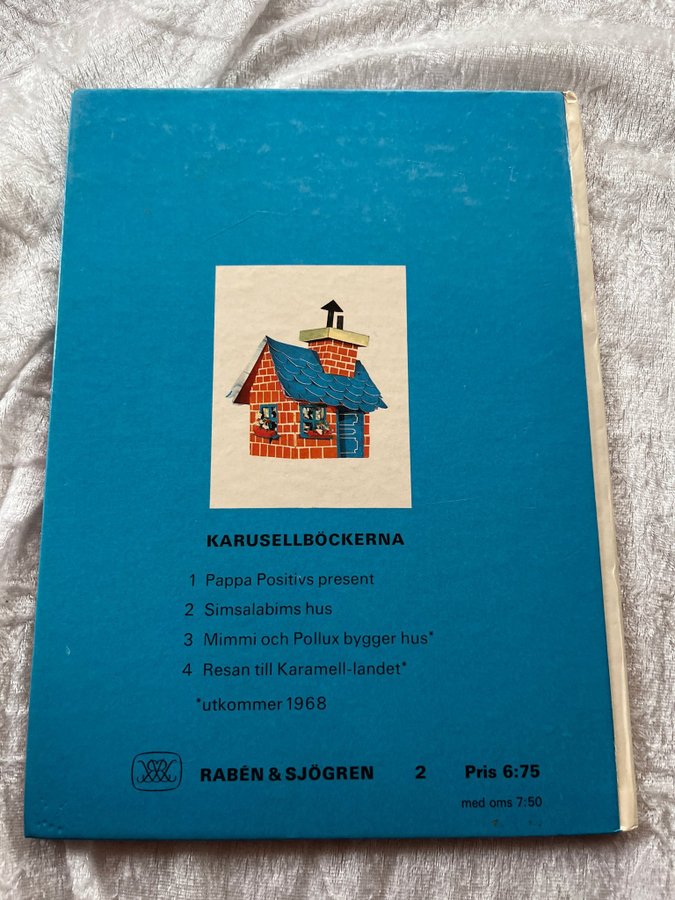 KARUSELLBÖCKERNA
1 Pappa Positivs present
2 Simsalabims hus
3 Mimmi och Pollux bygger hus*
4 Resan till Karamell-landet*
*utkommer 1968
RABÉN & SJÖGREN 2 Pris 6:75
med oms 7:50